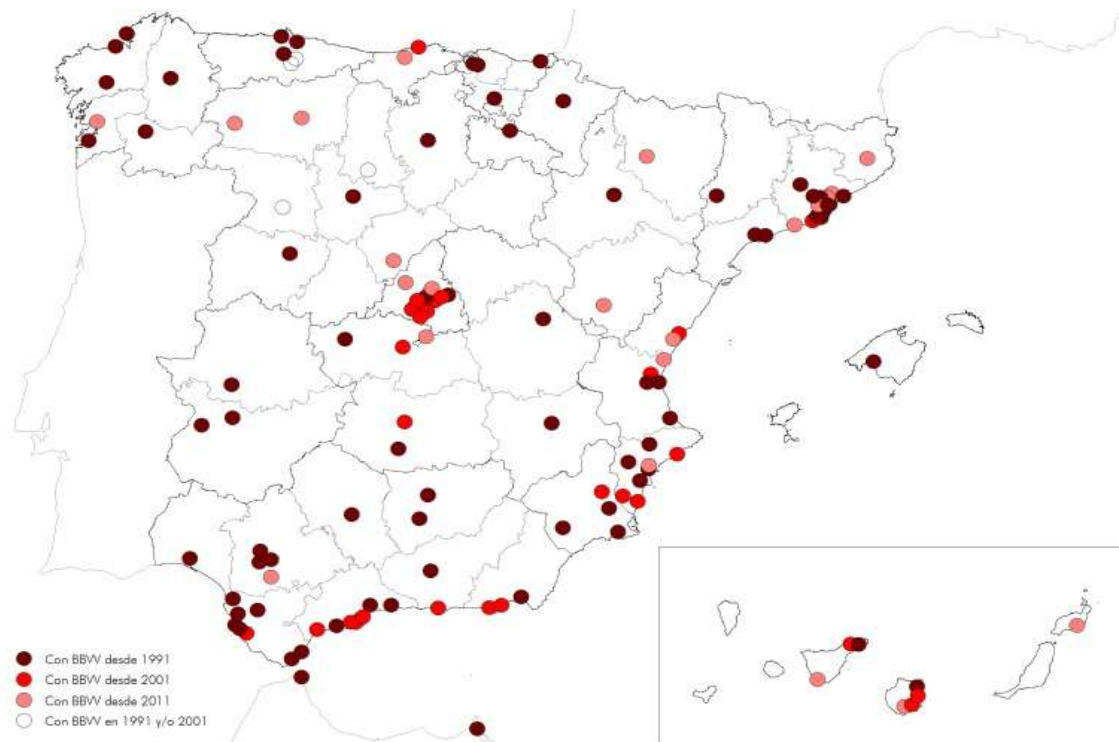 Con BBVV desde 1991
Con BBVV desde 2001
Con BBVV desde 2011
Con BBVV en 1991 y/o 2001